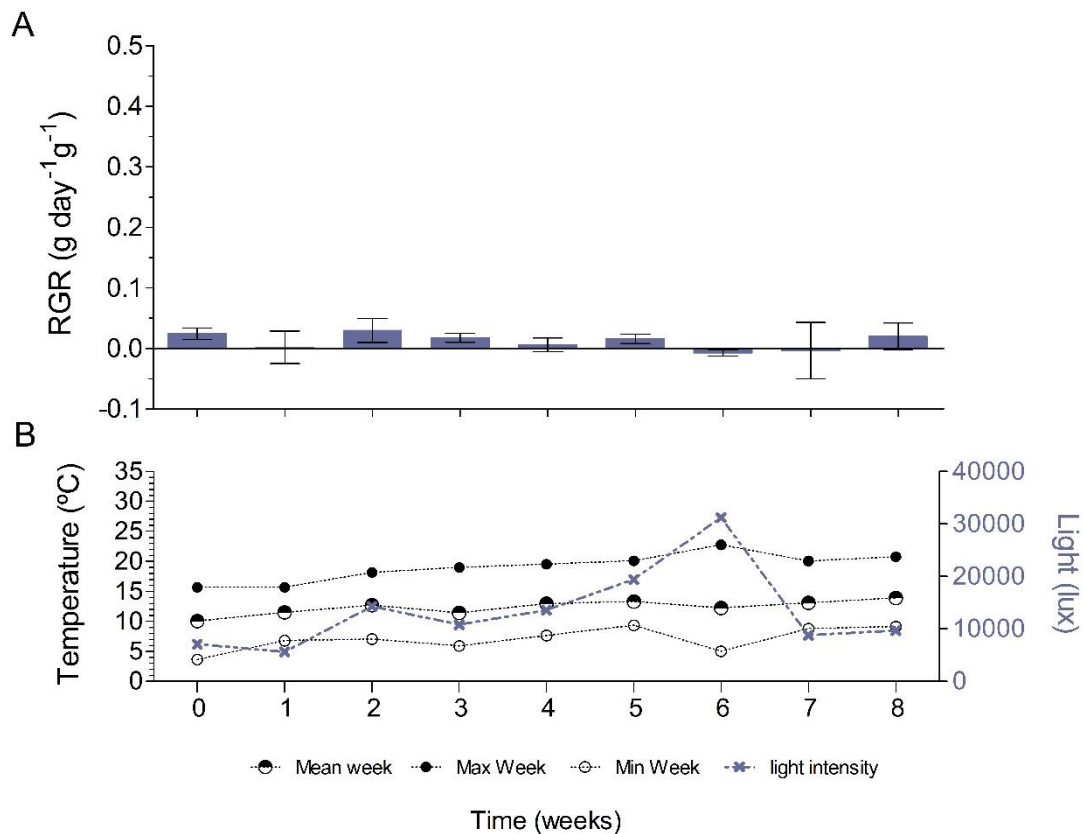 A
RGR (g day⁻¹g⁻¹)
0.5
0.4
0.3
0.2
0.1
0.0
-0.1
B
Temperature (ºC)
35
30
25
20
15
10
5
0
40000
30000
20000
10000
0
Light (lux)
0 1 2 3 4 5 6 7 8
Mean week Max Week Min Week light intensity
Time (weeks)